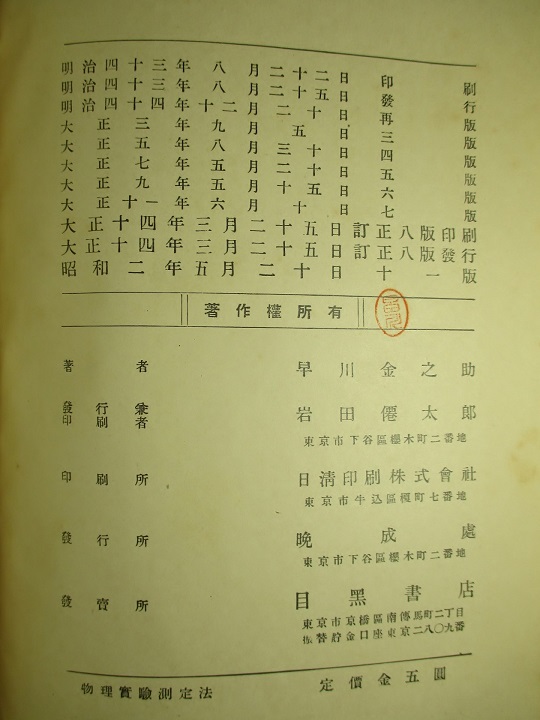 明治四十三年八月二十二日印刷
明治四十三年八月二十五日發行
明治四十四年十二月二十日再版
大正三年九月五日三版
大正五年八月三十日四版
大正七年五月二十日五版
大正九年五月十五日六版
大正十一年六月十日七版
大正十四年三月二十五日訂正八版印刷
大正十四年三月二十五日訂正八版發行
昭和二年五月二十日十一版
著作權所有
著者 早川金之助
發行兼印刷者 岩田僊太郎
東京市下谷區櫻木町二番地
印刷所 日淸印刷株式會社
東京市牛込區榎町七番地
發行所 晩成處
東京市下谷區櫻木町二番地
發賣所 目黑書店
東京市京橋區南傳馬町二丁目
振替貯金口座東京二八〇九番
物理實驗測定法 定價金五圓